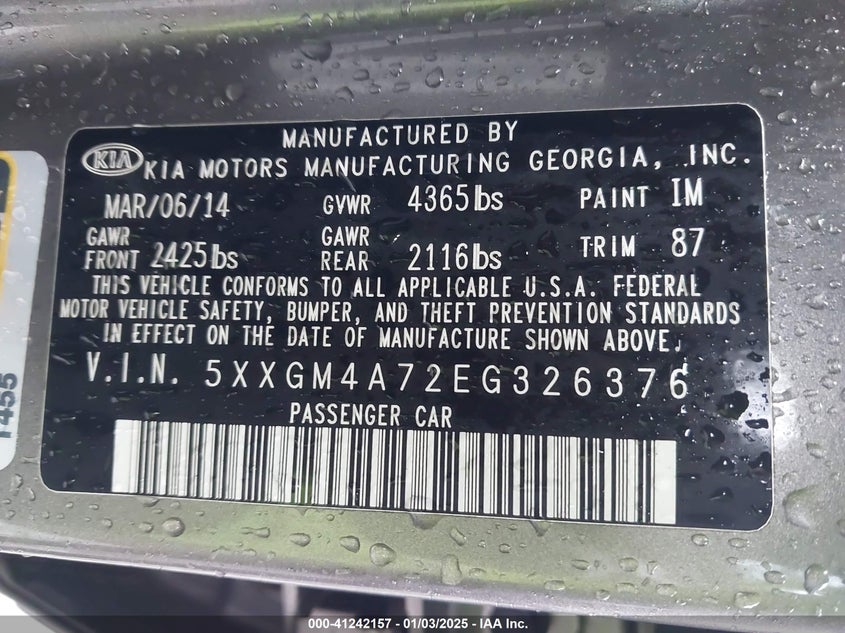 MANUFACTURED BY
KIA KIA MOTORS MANUFACTURING GEORGIA, INC.
MAR/06/14 GVWR 4365lbs PAINT IM
GAWR FRONT 2425lbs GAWR REAR 2116lbs TRIM 87
THIS VEHICLE CONFORMS TO ALL APPLICABLE U.S.A. FEDERAL
MOTOR VEHICLE SAFETY, BUMPER, AND THEFT PREVENTION STANDARDS
IN EFFECT ON THE DATE OF MANUFACTURE SHOWN ABOVE.
V.I.N. 5XXGM4A72EG326376
PASSENGER CAR
000-41242157 - 01/03/2025 - IAA Inc.